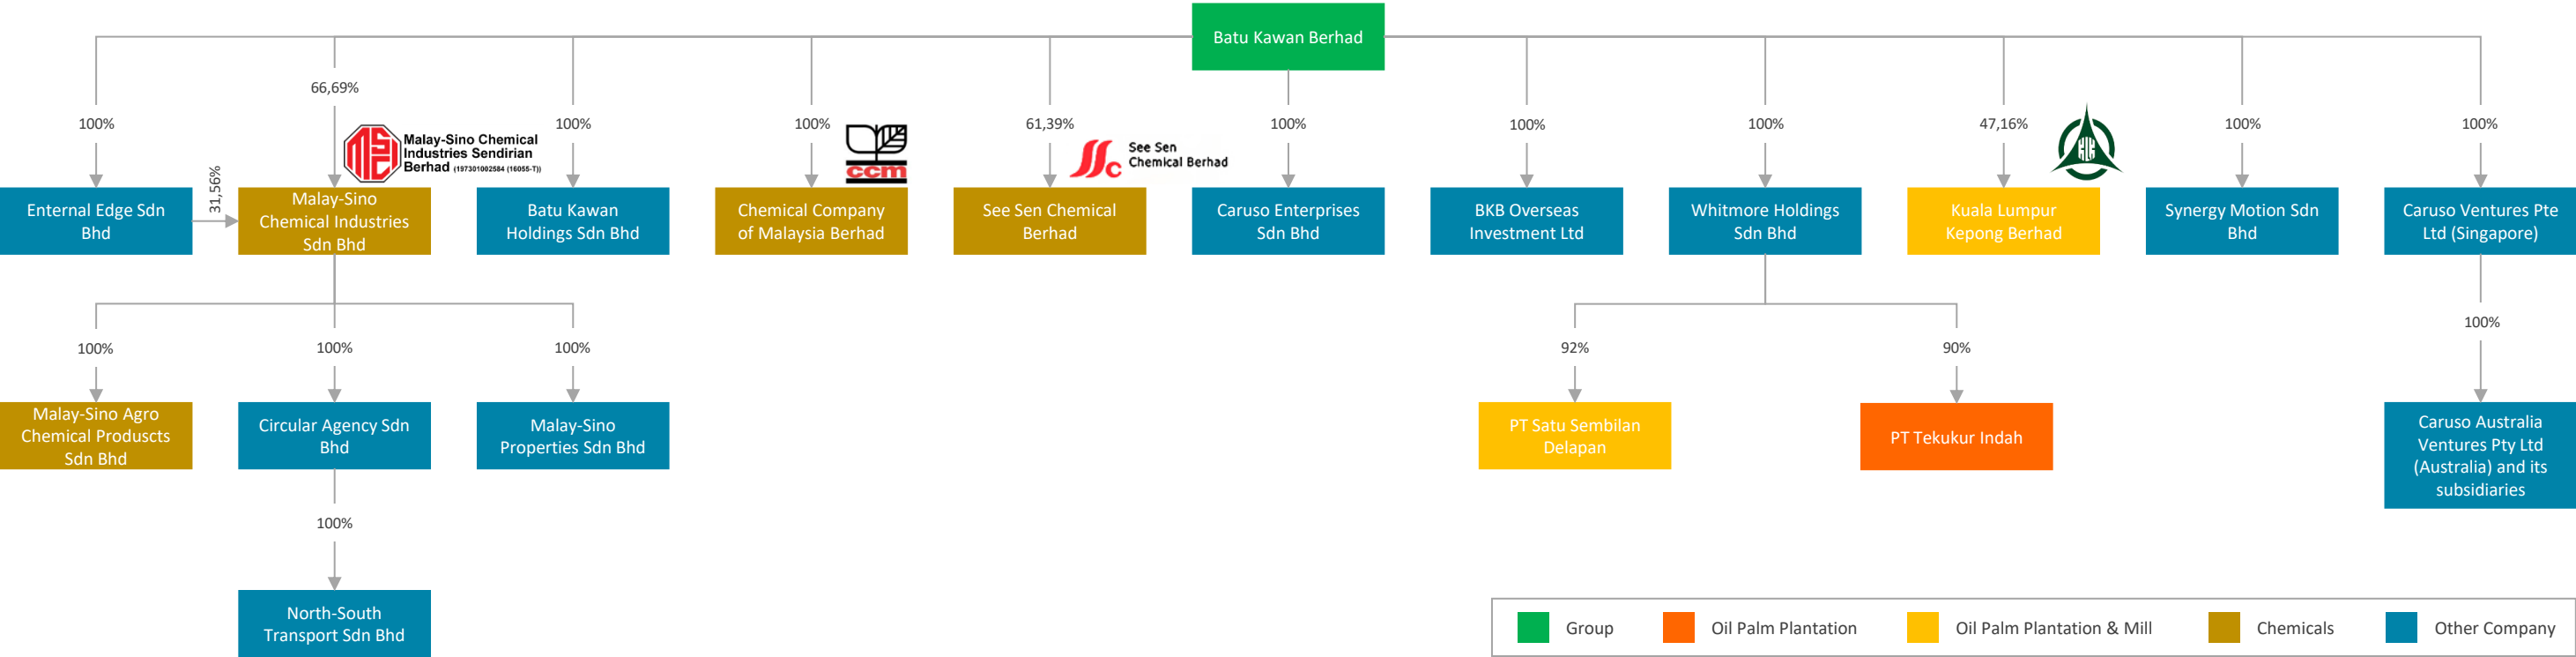 Batu Kawan Berhad
66,69%
100%
100%
100%
61,39%
100%
100%
100%
47,16%
100%
100%
Malay-Sino Chemical
Industries Sendirian
Berhad (197301002584 (16055-T))
ccm
SSc
See Sen
Chemical Berhad
KLK
31,56%
Enternal Edge Sdn
Bhd
Malay-Sino
Chemical Industries
Sdn Bhd
Batu Kawan
Holdings Sdn Bhd
Chemical Company
of Malaysia Berhad
See Sen Chemical
Berhad
Caruso Enterprises
Sdn Bhd
BKB Overseas
Investment Ltd
Whitmore Holdings
Sdn Bhd
Kuala Lumpur
Kepong Berhad
Synergy Motion Sdn
Bhd
Caruso Ventures Pte
Ltd (Singapore)
100%
100%
100%
92%
90%
100%
Malay-Sino Agro
Chemical Produscts
Sdn Bhd
Circular Agency Sdn
Bhd
Malay-Sino
Properties Sdn Bhd
PT Satu Sembilan
Delapan
PT Tekukur Indah
Caruso Australia
Ventures Pty Ltd
(Australia) and its
subsidiaries
100%
North-South
Transport Sdn Bhd
Group
Oil Palm Plantation
Oil Palm Plantation & Mill
Chemicals
Other Company